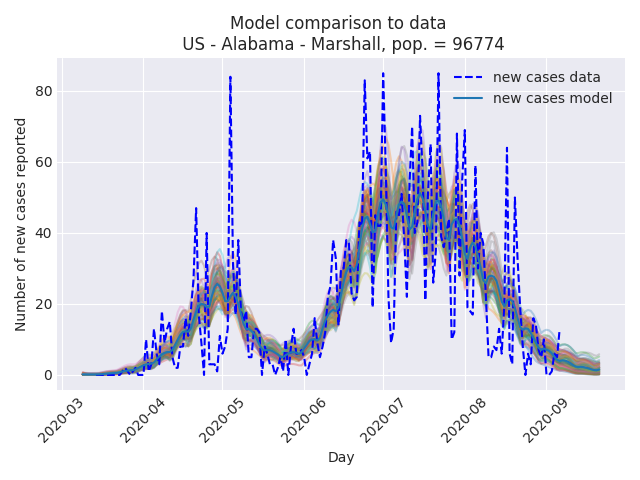 Model comparison to data
US - Alabama - Marshall, pop. = 96774
new cases data
new cases model
Number of new cases reported
80
60
40
20
0
2020-03
2020-04
2020-05
2020-06
2020-07
2020-08
2020-09
Day